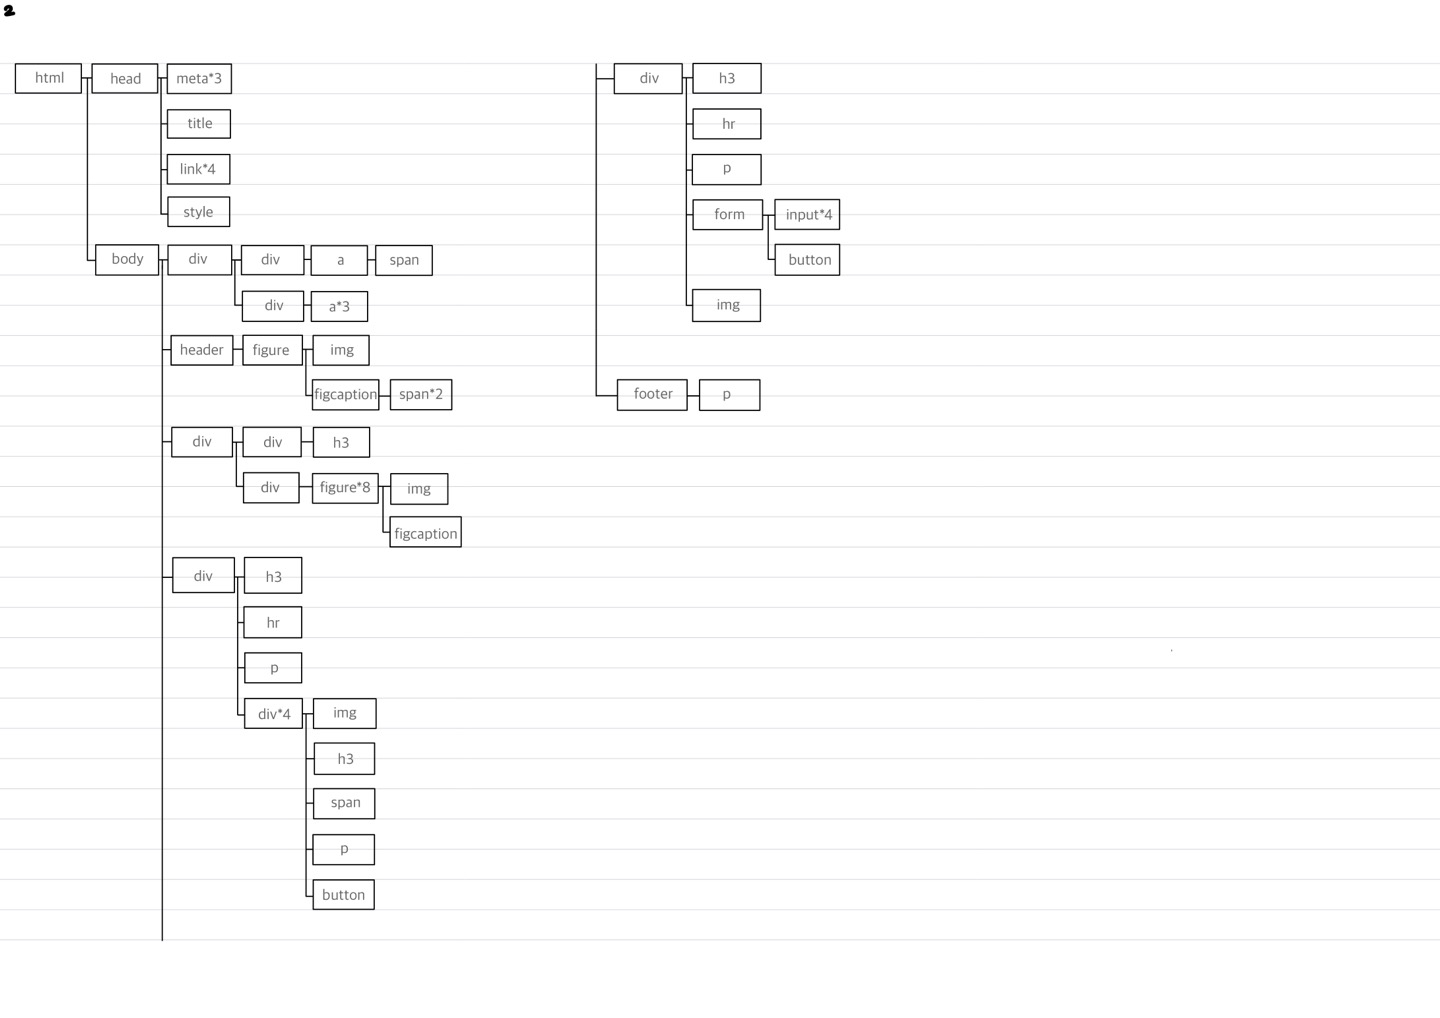 2
html head meta*3
title
link*4
style
body div div a span
div a*3
header figure img
figcaption span*2
div div h3
div figure*8 img
figcaption
div h3
hr
p
div*4 img
h3
span
p
button
div h3
hr
p
form input*4
button
img
footer p